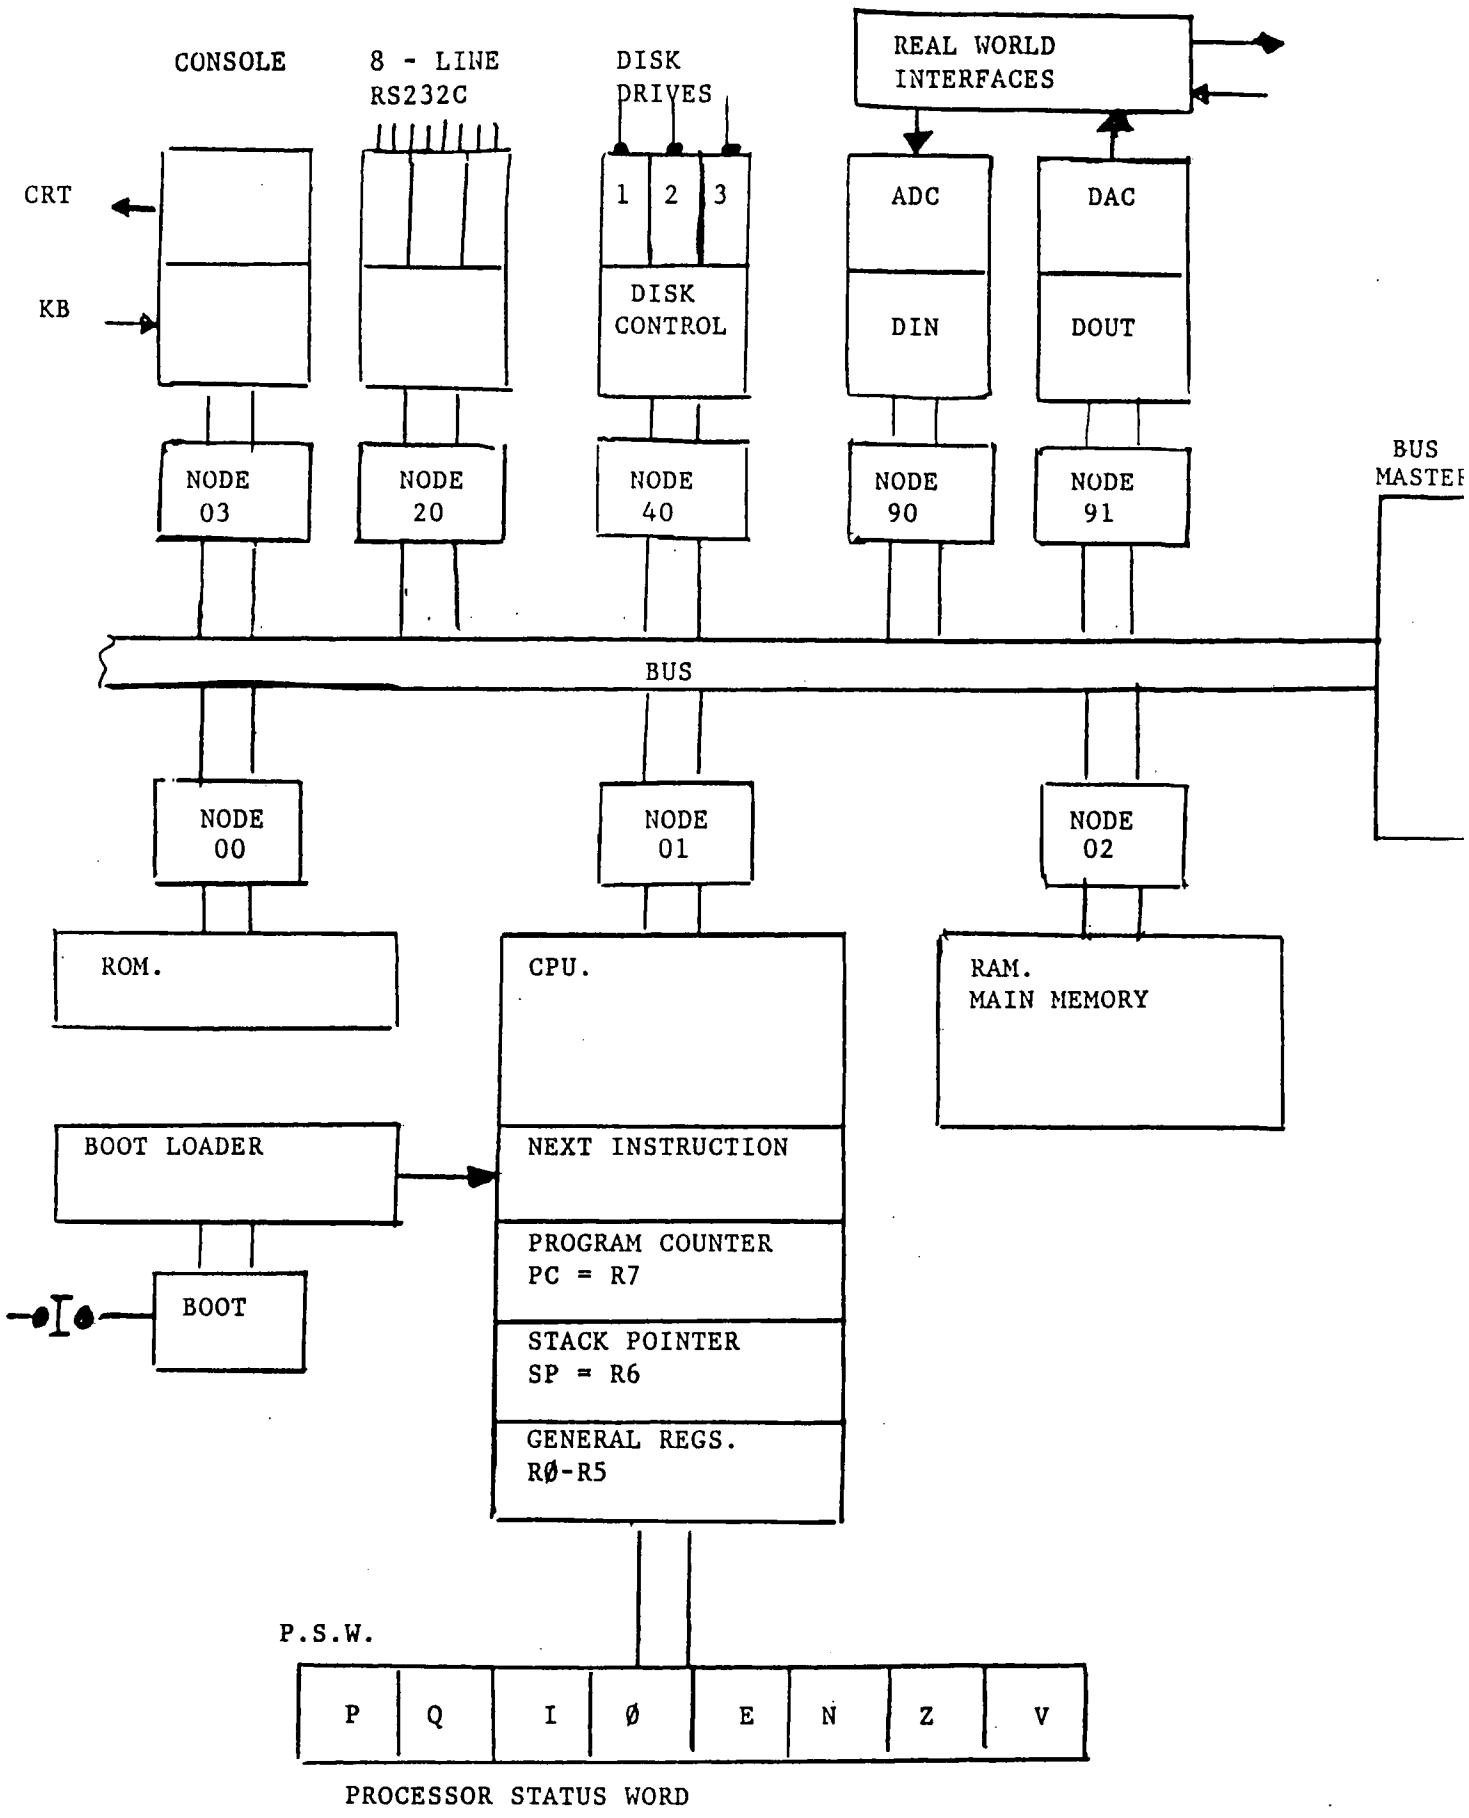 REAL WORLD
INTERFACES
CONSOLE
8 - LINE
RS232C
DISK
DRIVES
CRT
KB
1 2 3
DISK
CONTROL
ADC
DIN
DAC
DOUT
NODE
03
NODE
20
NODE
40
NODE
90
NODE
91
BUS
MASTER
BUS
NODE
00
NODE
01
NODE
02
ROM.
CPU.
RAM.
MAIN MEMORY
BOOT LOADER
NEXT INSTRUCTION
PROGRAM COUNTER
PC = R7
BOOT
STACK POINTER
SP = R6
GENERAL REGS.
RØ-R5
P.S.W.
P Q I Ø E N Z V
PROCESSOR STATUS WORD